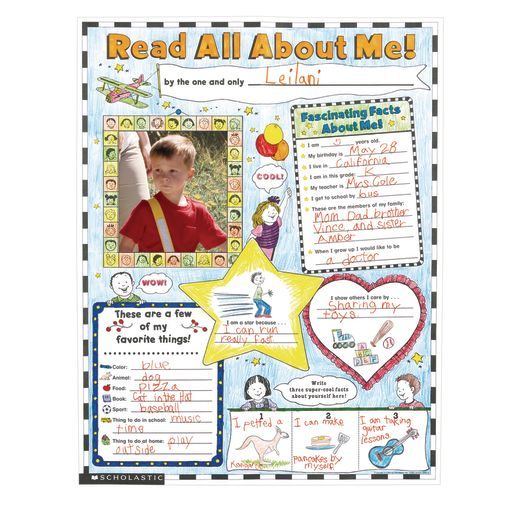 Read All About Me!
by the one and only Leilani
Fascinating Facts
About Me!
I am years old.
My birthday is May 28
I live in California
I am in this grade: K
My teacher is Mrs Cole
I get to school by bus
These are the members of my family:
Mom Dad, brother
Vince, and sister
Amber
When I grow up I would like to be
a doctor
COOL!
WOW!
I am a star because . . .
I can run
really fast
I show others I care by . . .
Sharing my
toys
These are a few
of my
favorite things!
Color: blue
Animal: dog
Food: pizza
Book: Cat in the Hat
Sport: baseball
Thing to do in school: music
time
Thing to do at home: play
outside
Write
three super-cool facts
about yourself here!
1
I petted a
Kangaroo
2
I can make
pancakes by
myself
3
I am taking
guitar
lessons
SCHOLASTIC